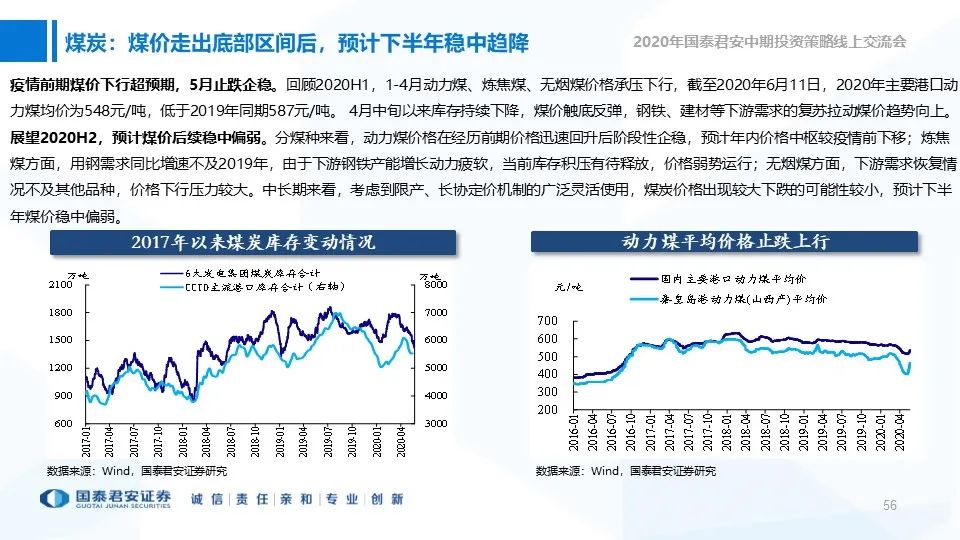 煤炭：煤价走出底部区间后，预计下半年稳中趋降
2020年国泰君安中期投资策略线上交流会
疫情前期煤价下行超预期，5月止跌企稳。回顾2020H1，1-4月动力煤、炼焦煤、无烟煤价格承压下行，截至2020年6月11日，2020年主要港口动
力煤均价为548元/吨，低于2019年同期587元/吨。 4月中旬以来库存持续下降，煤价触底反弹，钢铁、建材等下游需求的复苏拉动煤价趋势向上。
展望2020H2，预计煤价后续稳中偏弱。分煤种来看，动力煤价格在经历前期价格迅速回升后阶段性企稳，预计年内价格中枢较疫情前下移；炼焦
煤方面，用钢需求同比增速不及2019年，由于下游钢铁产能增长动力疲软，当前库存积压有待释放，价格弱势运行；无烟煤方面，下游需求恢复情
况不及其他品种，价格下行压力较大。中长期来看，考虑到限产、长协定价机制的广泛灵活使用，煤炭价格出现较大下跌的可能性较小，预计下半
年煤价稳中偏弱。
2017年以来煤炭库存变动情况
万吨
6大发电集团煤炭库存合计
CCTD主流港口库存合计（右轴）
万吨
2100
1800
1500
1200
900
600
8000
7000
6000
5000
4000
3000
2017-01
2017-04
2017-07
2017-10
2018-01
2018-04
2018-07
2018-10
2019-01
2019-04
2019-07
2019-10
2020-01
2020-04
数据来源：Wind，国泰君安证券研究
动力煤平均价格止跌上行
元/吨
国内主要港口动力煤平均价
秦皇岛港动力煤(山西产)平均价
700
600
500
400
300
200
2016-01
2016-04
2016-07
2016-10
2017-01
2017-04
2017-07
2017-10
2018-01
2018-04
2018-07
2018-10
2019-01
2019-04
2019-07
2019-10
2020-01
2020-04
数据来源：Wind，国泰君安证券研究
国泰君安证券
GUOTAI JUNAN SECURITIES
诚信｜责任｜亲和｜专业｜创新
56